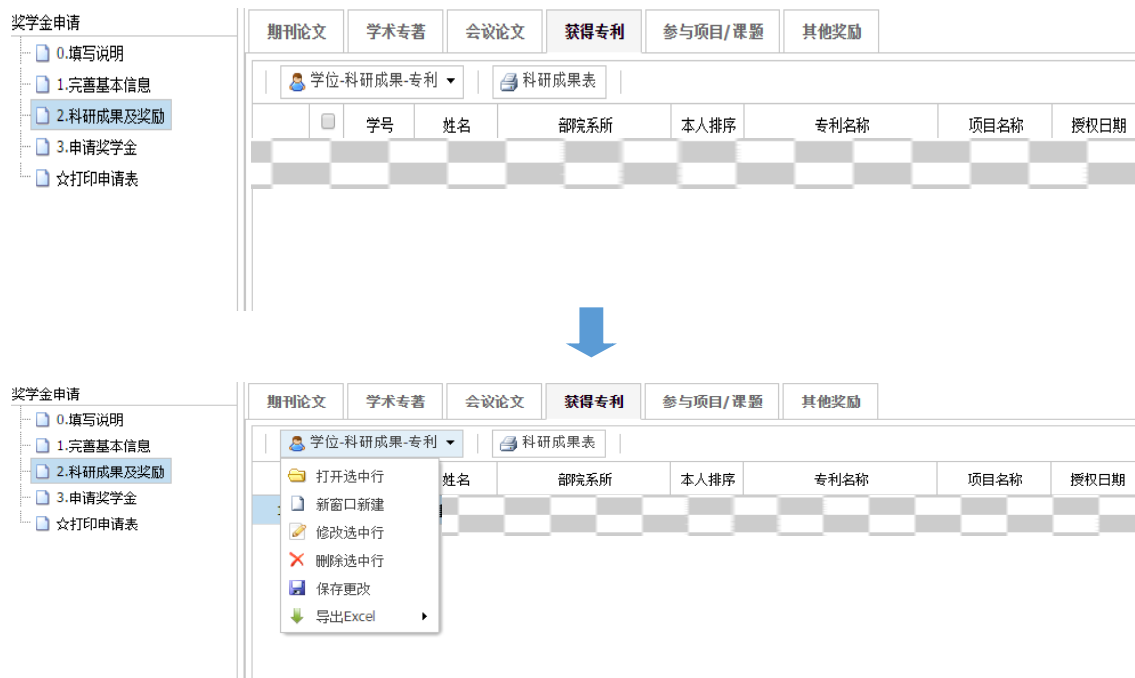 奖学金申请
0.填写说明
1.完善基本信息
2.科研成果及奖励
3.申请奖学金
☆打印申请表
期刊论文 学术专著 会议论文 获得专利 参与项目/课题 其他奖励
学位-科研成果-专利 科研成果表
学号 姓名 部院系所 本人排序 专利名称 项目名称 授权日期
奖学金申请
0.填写说明
1.完善基本信息
2.科研成果及奖励
3.申请奖学金
☆打印申请表
期刊论文 学术专著 会议论文 获得专利 参与项目/课题 其他奖励
学位-科研成果-专利 科研成果表
姓名 部院系所 本人排序 专利名称 项目名称 授权日期
打开选中行
新窗口新建
修改选中行
删除选中行
保存更改
导出Excel